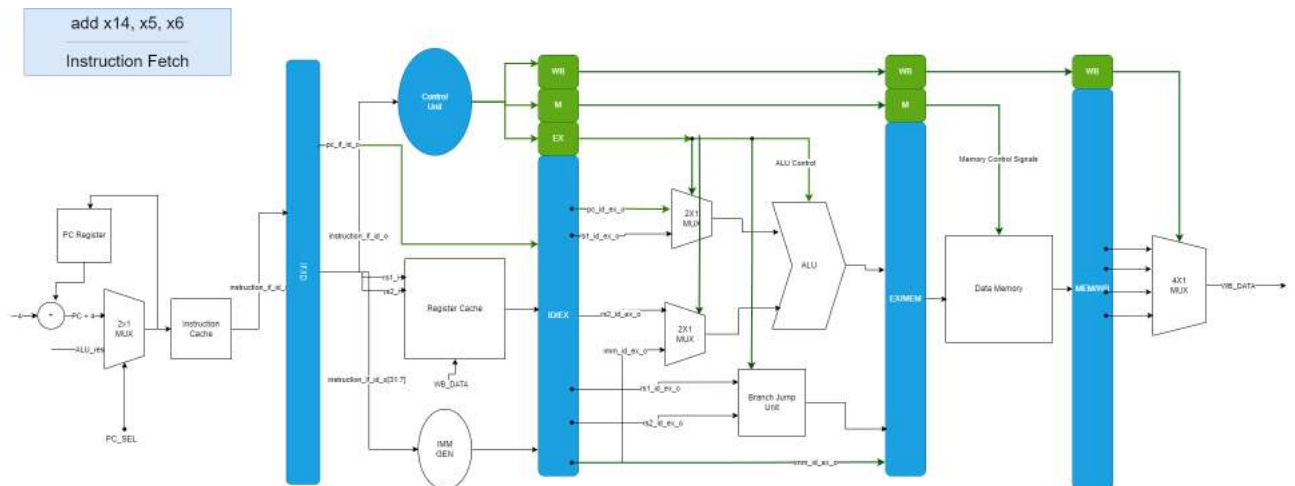 add x14, x5, x6
Instruction Fetch
Control
Unit
WB
M
EX
WB
M
WB
pc_if_id_o
ALU Control
Memory Control Signals
PC Register
instruction_if_id_o
pc_id_ex_o
rs1_id_ex_o
2X1
MUX
ALU
4X1
MUX
WB_DATA
IF/ID
Register Cache
ID/EX
EX/MEM
Data Memory
MEM/WB
PC + 4
ALU_res
2x1
MUX
Instruction
Cache
rs2_id_ex_o
imm_id_ex_o
2X1
MUX
WB_DATA
instruction_if_id_o[31-7]
rs1_id_ex_o
rs2_id_ex_o
Branch Jump
Unit
PC_SEL
IMM
GEN
imm_id_ex_o